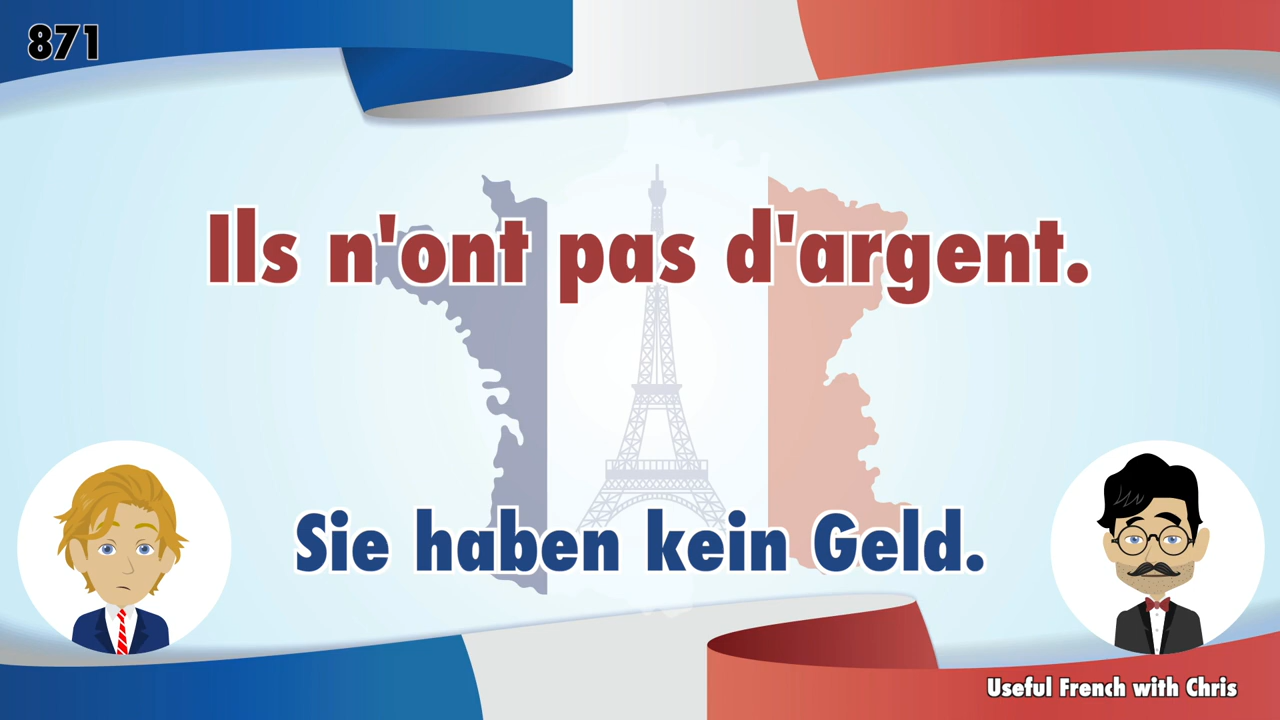 871
Ils n'ont pas d'argent.
Sie haben kein Geld.
Useful French with Chris